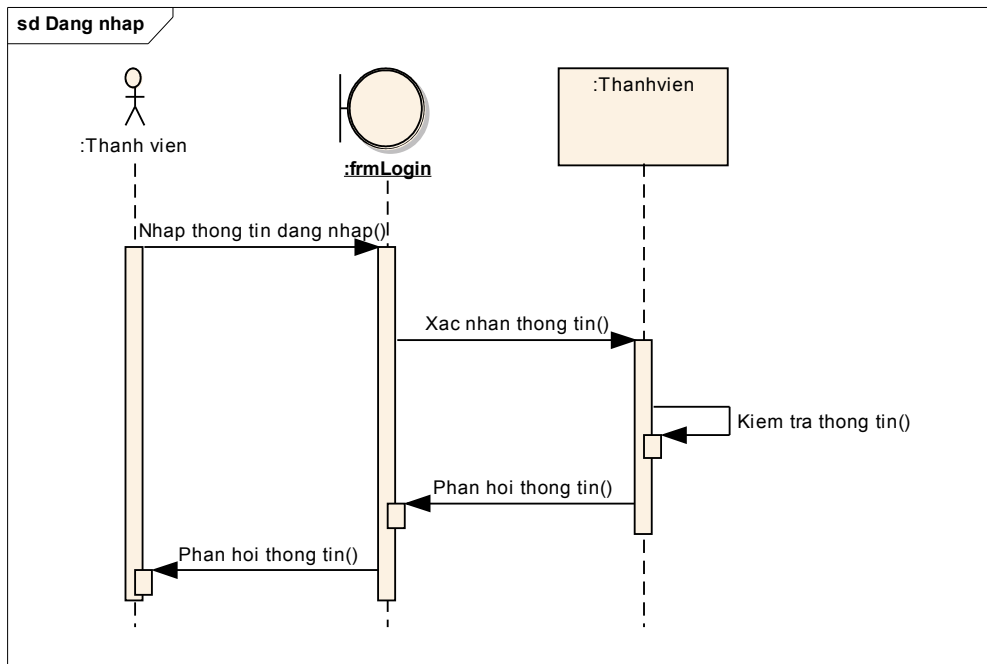 sd Dang nhap
:Thanh vien
:frmLogin
:Thanhvien
Nhap thong tin dang nhap()
Xac nhan thong tin()
Kiem tra thong tin()
Phan hoi thong tin()
Phan hoi thong tin()